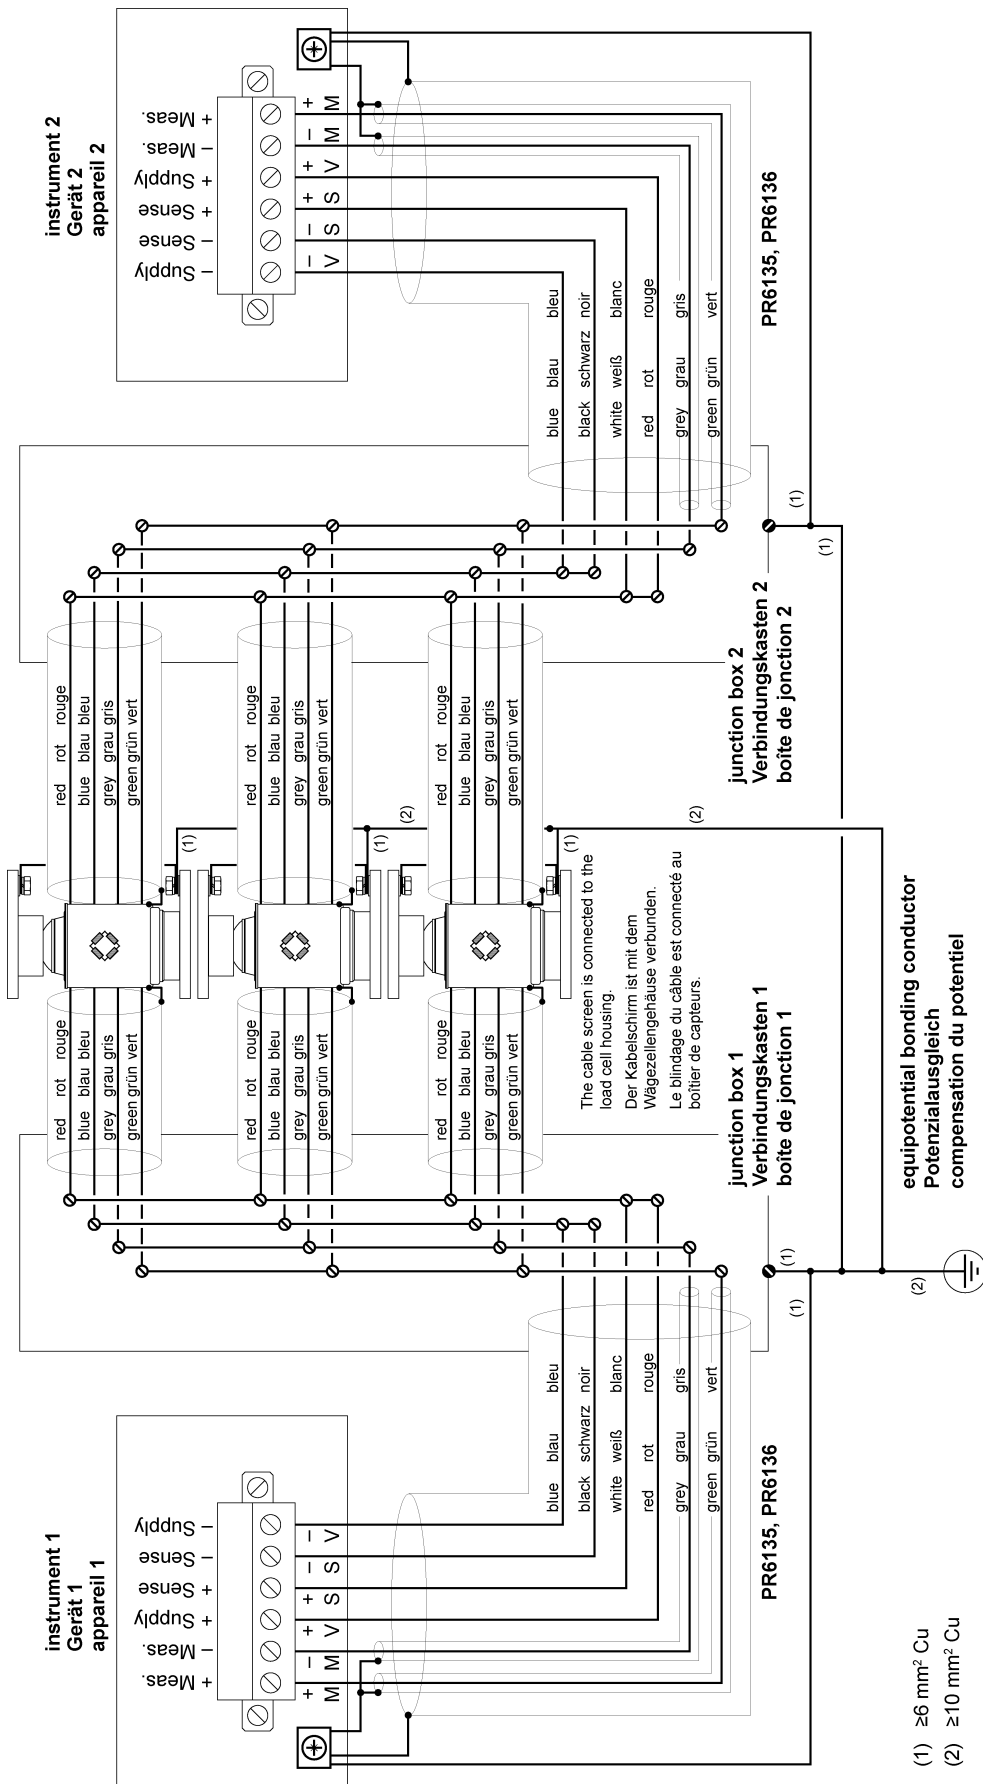 instrument 1
Gerät 1
appareil 1
+ Meas.
– Meas.
+ Supply
+ Sense
– Sense
– Supply
+ – + + – –
M M V S S V
instrument 2
Gerät 2
appareil 2
– Supply
– Sense
+ Sense
+ Supply
– Meas.
+ Meas.
– – + + – +
V S S V M M
red rot rouge
blue blau bleu
grey grau gris
green grün vert
red rot rouge
blue blau bleu
grey grau gris
green grün vert
(1)
red rot rouge
blue blau bleu
grey grau gris
green grün vert
red rot rouge
blue blau bleu
grey grau gris
green grün vert
(1)
(2)
red rot rouge
blue blau bleu
grey grau gris
green grün vert
red rot rouge
blue blau bleu
grey grau gris
green grün vert
(1)
(2)
blue blau bleu
black schwarz noir
white weiß blanc
red rot rouge
grey grau gris
green grün vert
The cable screen is connected to the
load cell housing.
Der Kabelschirm ist mit dem
Wägezellengehäuse verbunden.
Le blindage du câble est connecté au
boîtier de capteurs.
blue blau bleu
black schwarz noir
white weiß blanc
red rot rouge
grey grau gris
green grün vert
PR6135, PR6136
junction box 1
Verbindungskasten 1
boîte de jonction 1
junction box 2
Verbindungskasten 2
boîte de jonction 2
PR6135, PR6136
(1)
(1)
(1)
(1)
(2)
equipotential bonding conductor
Potenzialausgleich
compensation du potentiel
(1) ≥6 mm² Cu
(2) ≥10 mm² Cu